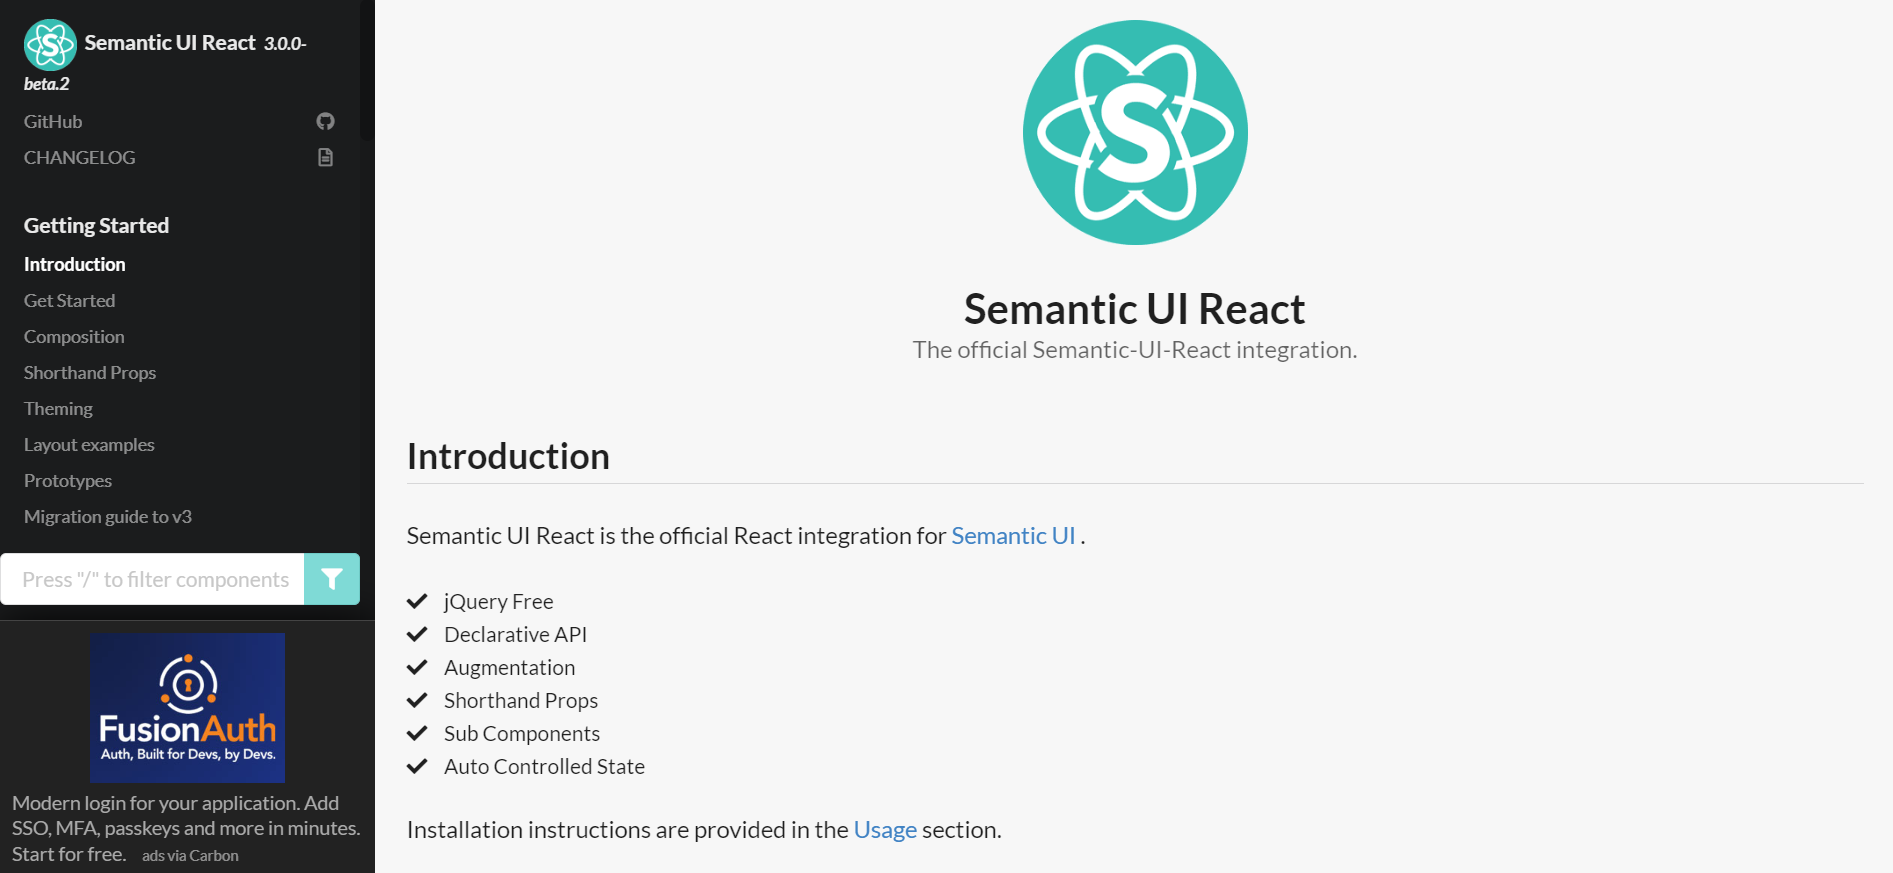 Semantic UI React 3.0.0-
beta.2
GitHub
CHANGELOG
Getting Started
Introduction
Get Started
Composition
Shorthand Props
Theming
Layout examples
Prototypes
Migration guide to v3
Press "/" to filter components
FusionAuth
Auth, Built for Devs, by Devs.
Modern login for your application. Add
SSO, MFA, passkeys and more in minutes.
Start for free. ads via Carbon
S
Semantic UI React
The official Semantic-UI-React integration.
Introduction
Semantic UI React is the official React integration for Semantic UI .
jQuery Free
Declarative API
Augmentation
Shorthand Props
Sub Components
Auto Controlled State
Installation instructions are provided in the Usage section.